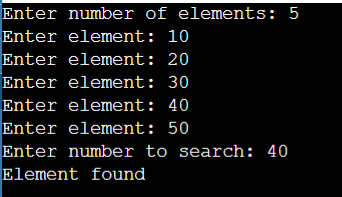 Enter number of elements: 5
Enter element: 10
Enter element: 20
Enter element: 30
Enter element: 40
Enter element: 50
Enter number to search: 40
Element found